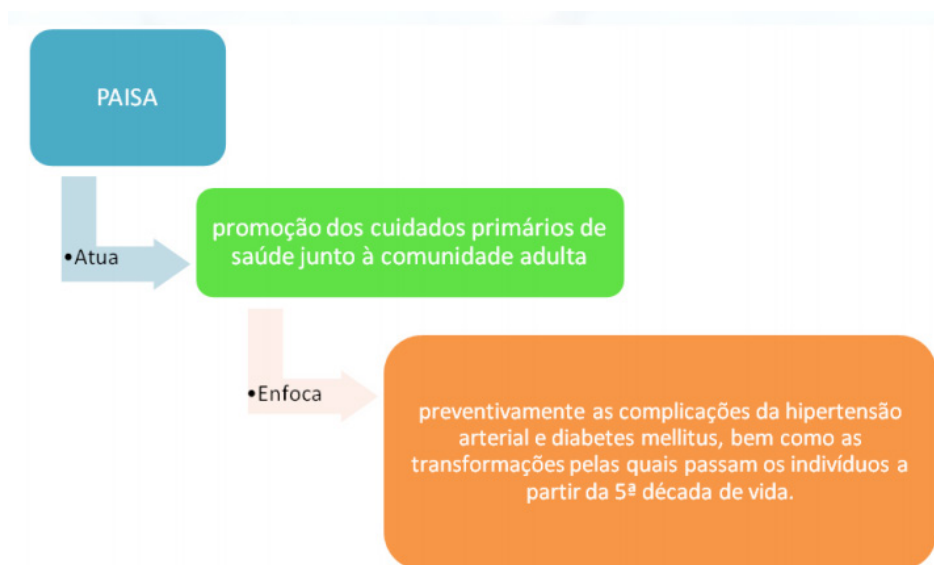 PAISA
•Atua
promoção dos cuidados primários de
saúde junto à comunidade adulta
•Enfoca
preventivamente as complicações da hipertensão
arterial e diabetes mellitus, bem como as
transformações pelas quais passam os indivíduos a
partir da 5ª década de vida.